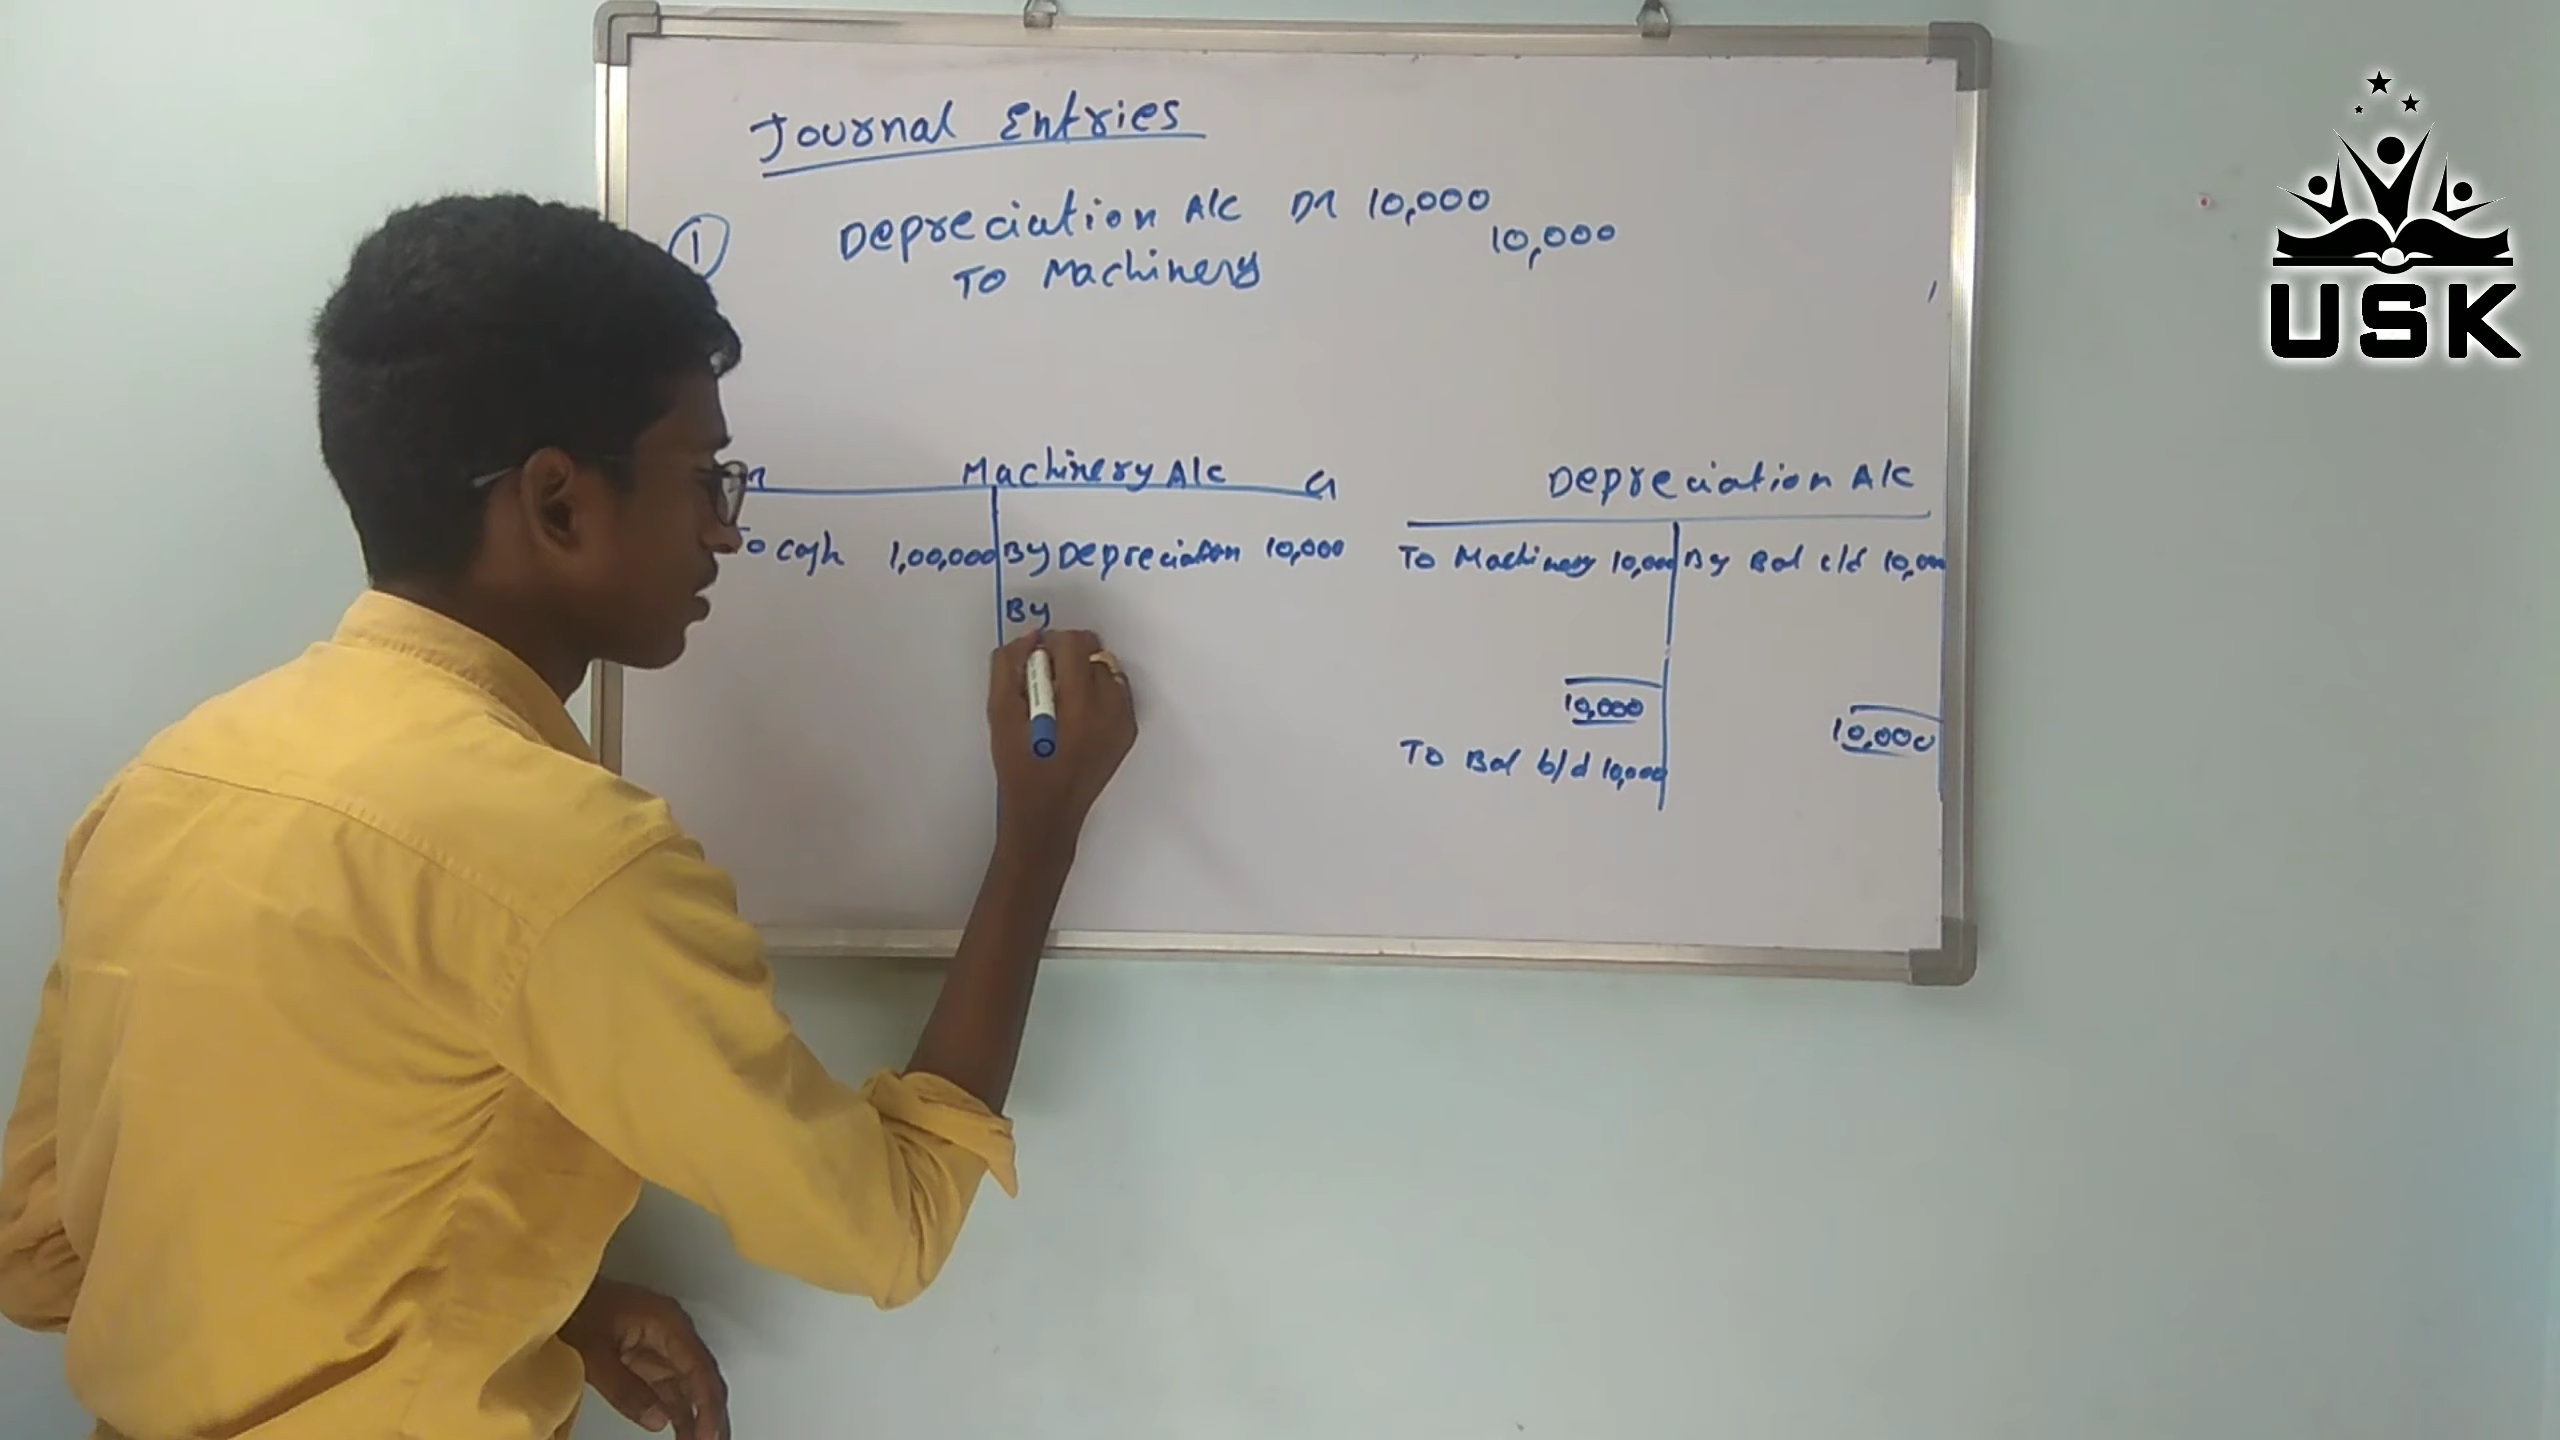 Journal Entries
1 Depreciation A/C Dr 10,000
To Machinery 10,000
Machinery A/c Cr
To cash 1,00,000 By Depreciation 10,000
By
Depreciation A/C
To Machinery 10,000 By Bal c/d 10,000
10,000 10,000
To Bal b/d 10,000
USK